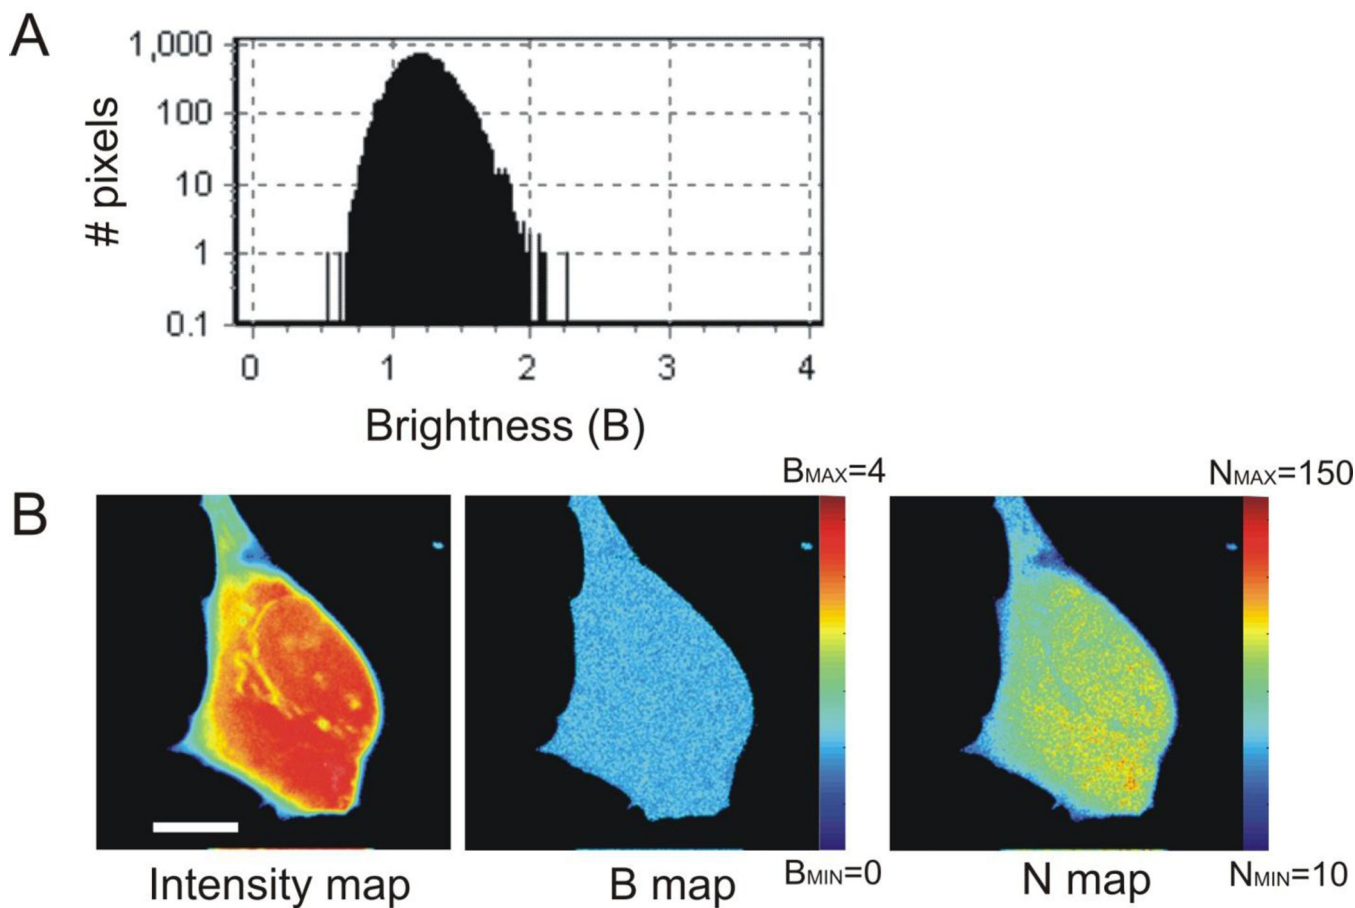 A
1,000
100
10
1
0.1
# pixels
0 1 2 3 4
Brightness (B)
B
BMAX=4
NMAX=150
BMIN=0
NMIN=10
Intensity map
B map
N map